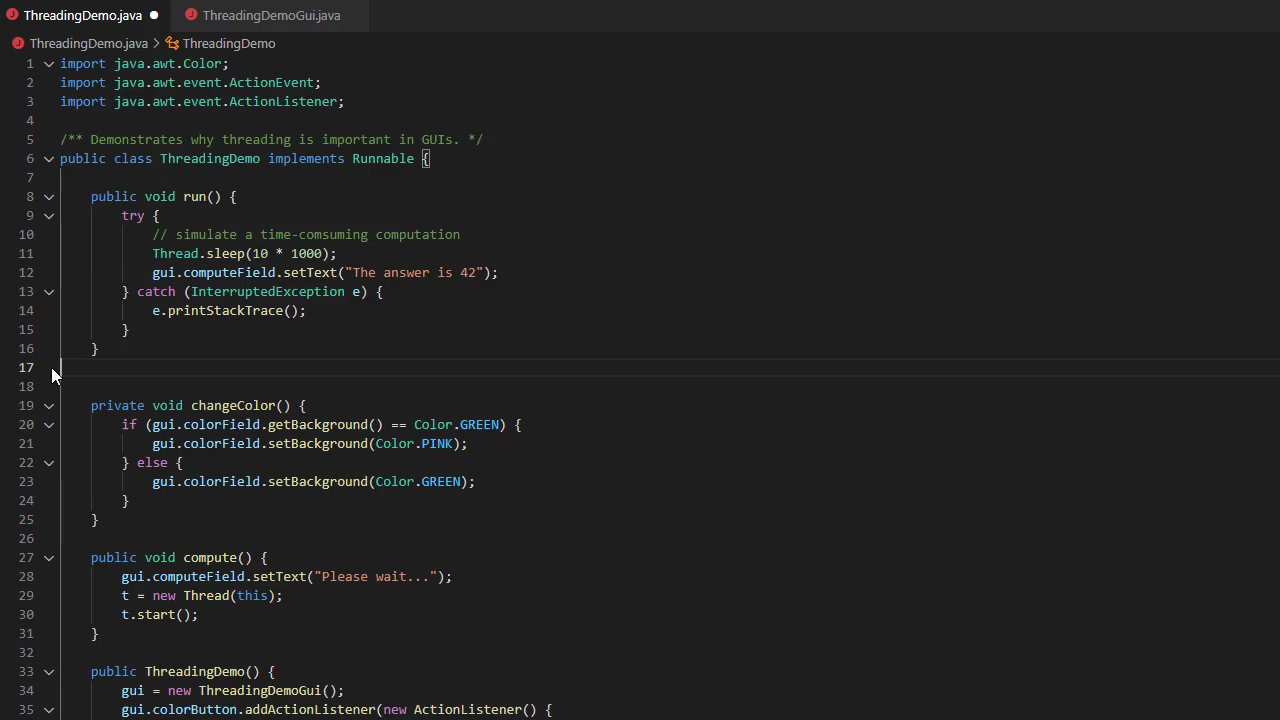 ThreadingDemo.java ThreadingDemoGui.java
ThreadingDemo.java > ThreadingDemo
1 import java.awt.Color;
2 import java.awt.event.ActionEvent;
3 import java.awt.event.ActionListener;
4
5 /** Demonstrates why threading is important in GUIs. */
6 public class ThreadingDemo implements Runnable {
7
8 public void run() {
9 try {
10 // simulate a time-comsuming computation
11 Thread.sleep(10 * 1000);
12 gui.computeField.setText("The answer is 42");
13 } catch (InterruptedException e) {
14 e.printStackTrace();
15 }
16 }
17
18
19 private void changeColor() {
20 if (gui.colorField.getBackground() == Color.GREEN) {
21 gui.colorField.setBackground(Color.PINK);
22 } else {
23 gui.colorField.setBackground(Color.GREEN);
24 }
25 }
26
27 public void compute() {
28 gui.computeField.setText("Please wait...");
29 t = new Thread(this);
30 t.start();
31 }
32
33 public ThreadingDemo() {
34 gui = new ThreadingDemoGui();
35 gui.colorButton.addActionListener(new ActionListener() {